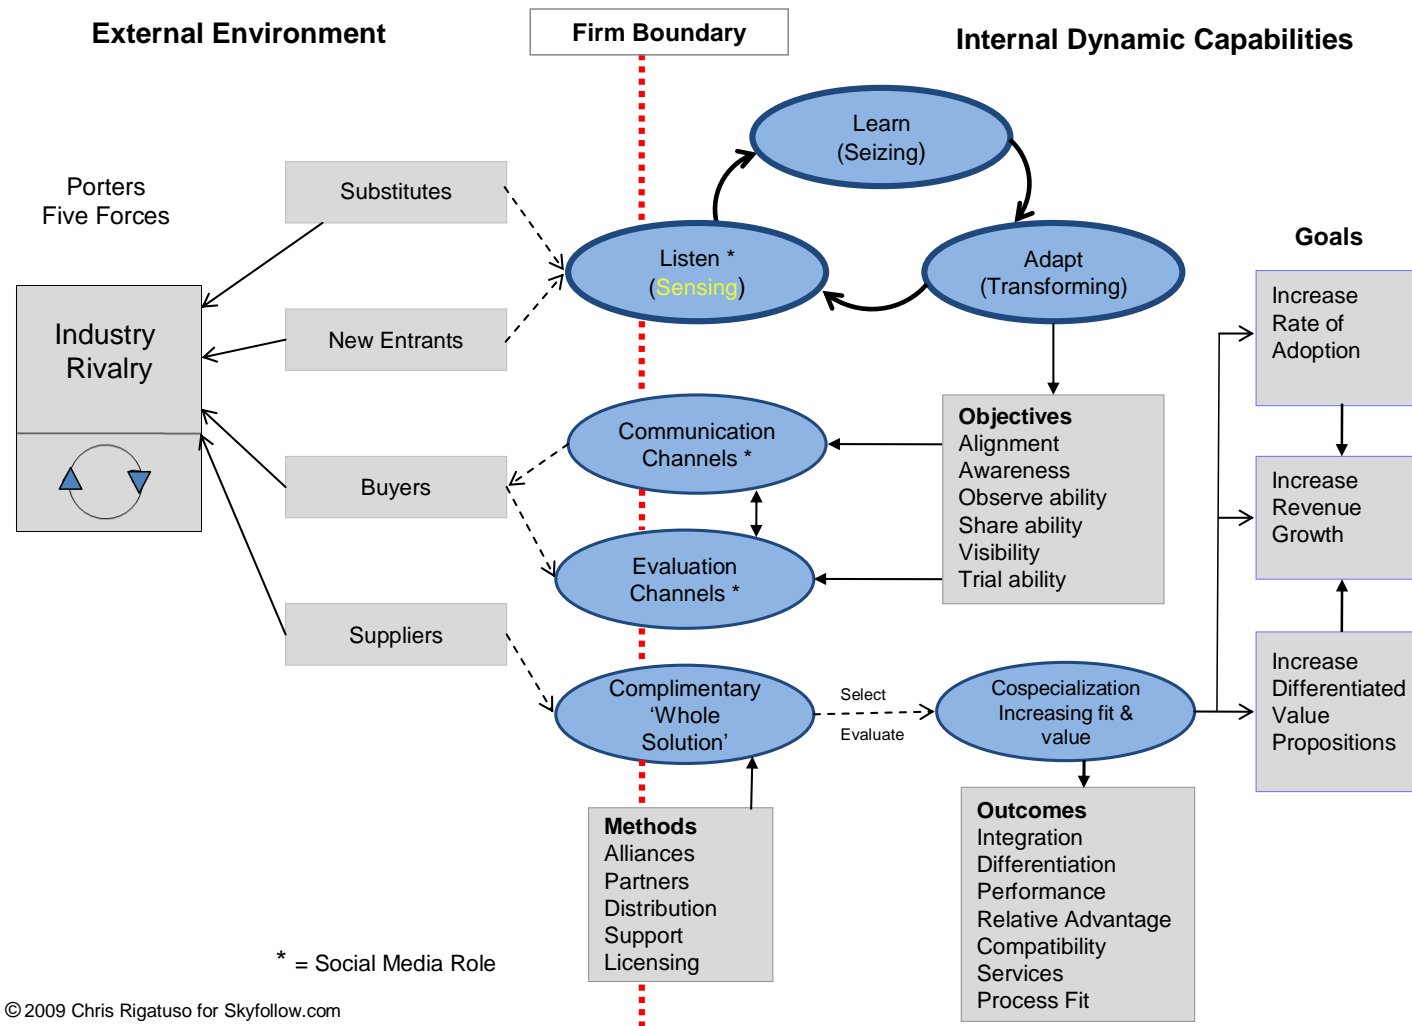 External Environment
Firm Boundary
Internal Dynamic Capabilities
Porters
Five Forces
Substitutes
New Entrants
Industry
Rivalry
Buyers
Suppliers
Learn
(Seizing)
Listen *
(Sensing)
Adapt
(Transforming)
Communication
Channels *
Evaluation
Channels *
Objectives
Alignment
Awareness
Observe ability
Share ability
Visibility
Trial ability
Goals
Increase
Rate of
Adoption
Increase
Revenue
Growth
Increase
Differentiated
Value
Propositions
Complimentary
‘Whole
Solution’
Select
Evaluate
Cospecialization
Increasing fit &
value
Methods
Alliances
Partners
Distribution
Support
Licensing
Outcomes
Integration
Differentiation
Performance
Relative Advantage
Compatibility
Services
Process Fit
* = Social Media Role
© 2009 Chris Rigatuso for Skyfollow.com